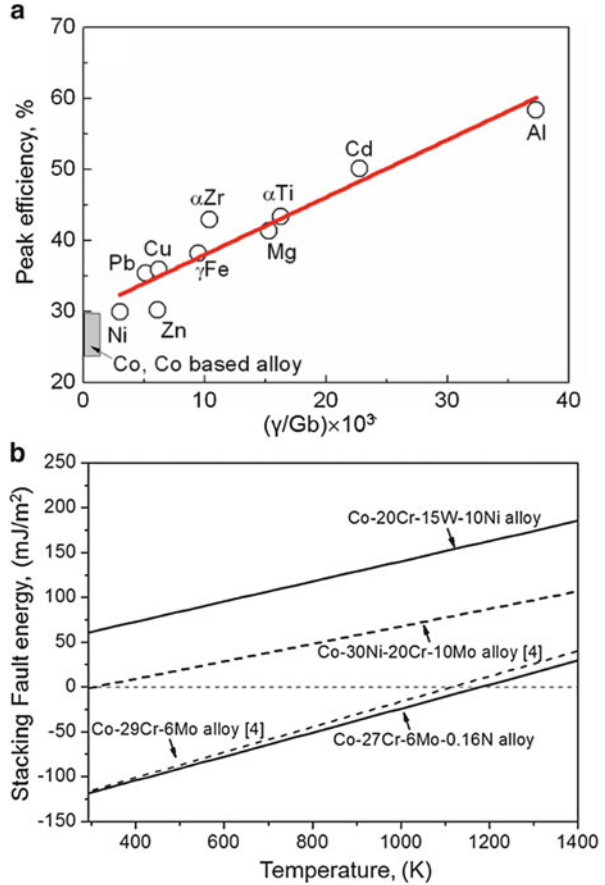 a
70
60
50
40
30
20
Peak efficiency, %
Al
Cd
αZr
αTi
Mg
Pb
Cu
γFe
Ni
Zn
Co, Co based alloy
0
10
20
30
40
(γ/Gb)×10³
b
250
200
150
100
50
0
-50
-100
-150
Stacking Fault energy, (mJ/m²)
Co-20Cr-15W-10Ni alloy
Co-30Ni-20Cr-10Mo alloy [4]
Co-29Cr-6Mo alloy [4]
Co-27Cr-6Mo-0.16N alloy
400
600
800
1000
1200
1400
Temperature, (K)